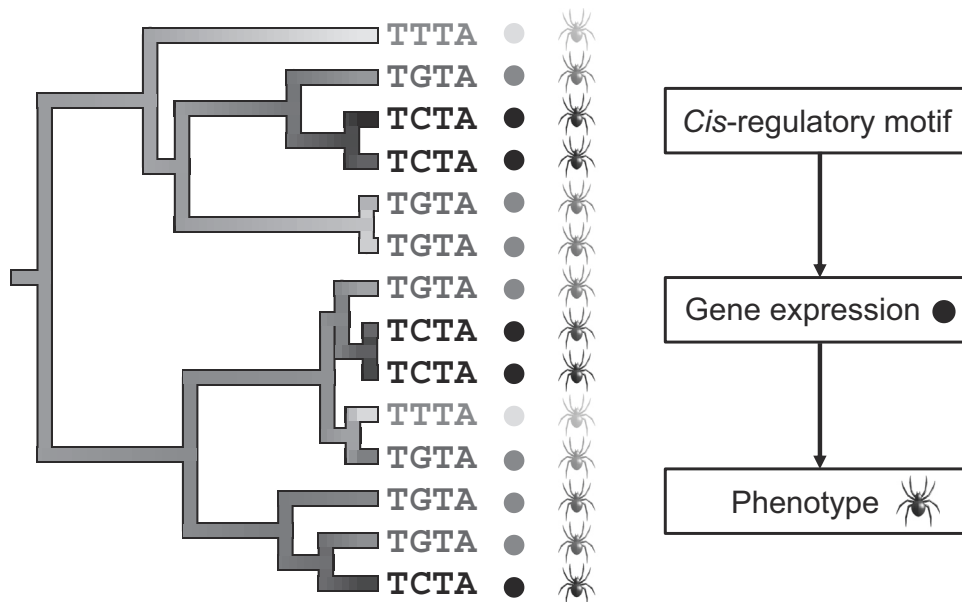 TTTA
TGTA
TCTA
TCTA
TGTA
TGTA
TGTA
TCTA
TCTA
TTTA
TGTA
TGTA
TGTA
TCTA
Cis-regulatory motif
Gene expression
Phenotype